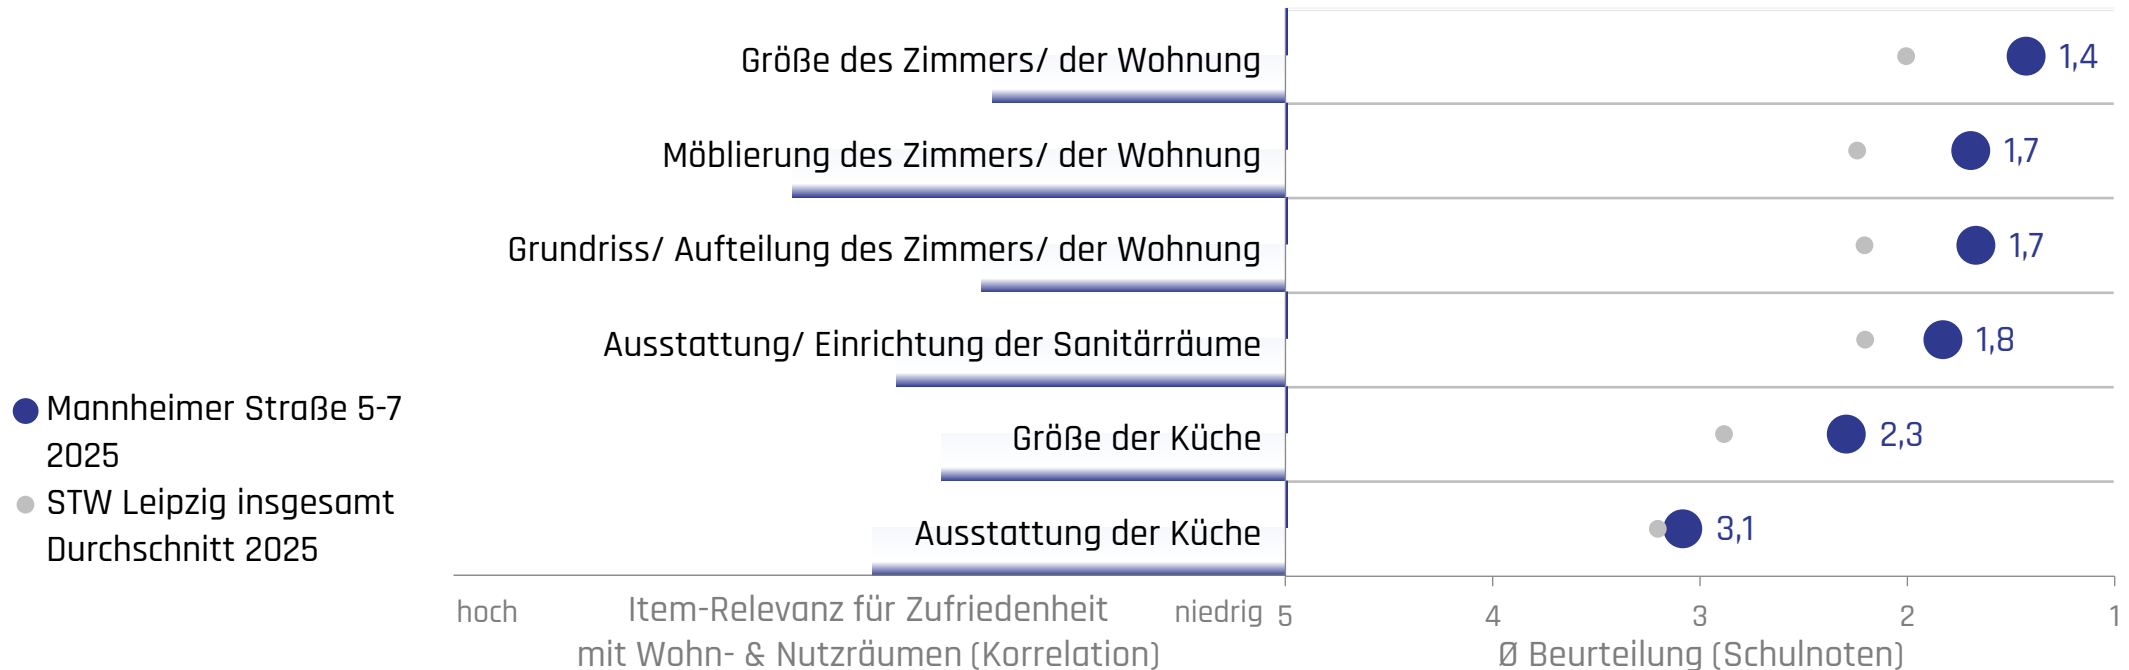 Größe des Zimmers/ der Wohnung 1,4
Möblierung des Zimmers/ der Wohnung 1,7
Grundriss/ Aufteilung des Zimmers/ der Wohnung 1,7
Ausstattung/ Einrichtung der Sanitärräume 1,8
Größe der Küche 2,3
Ausstattung der Küche 3,1
Mannheimer Straße 5-7
2025
STW Leipzig insgesamt
Durchschnitt 2025
hoch Item-Relevanz für Zufriedenheit niedrig
mit Wohn- & Nutzräumen (Korrelation)
5 4 3 2 1
Ø Beurteilung (Schulnoten)